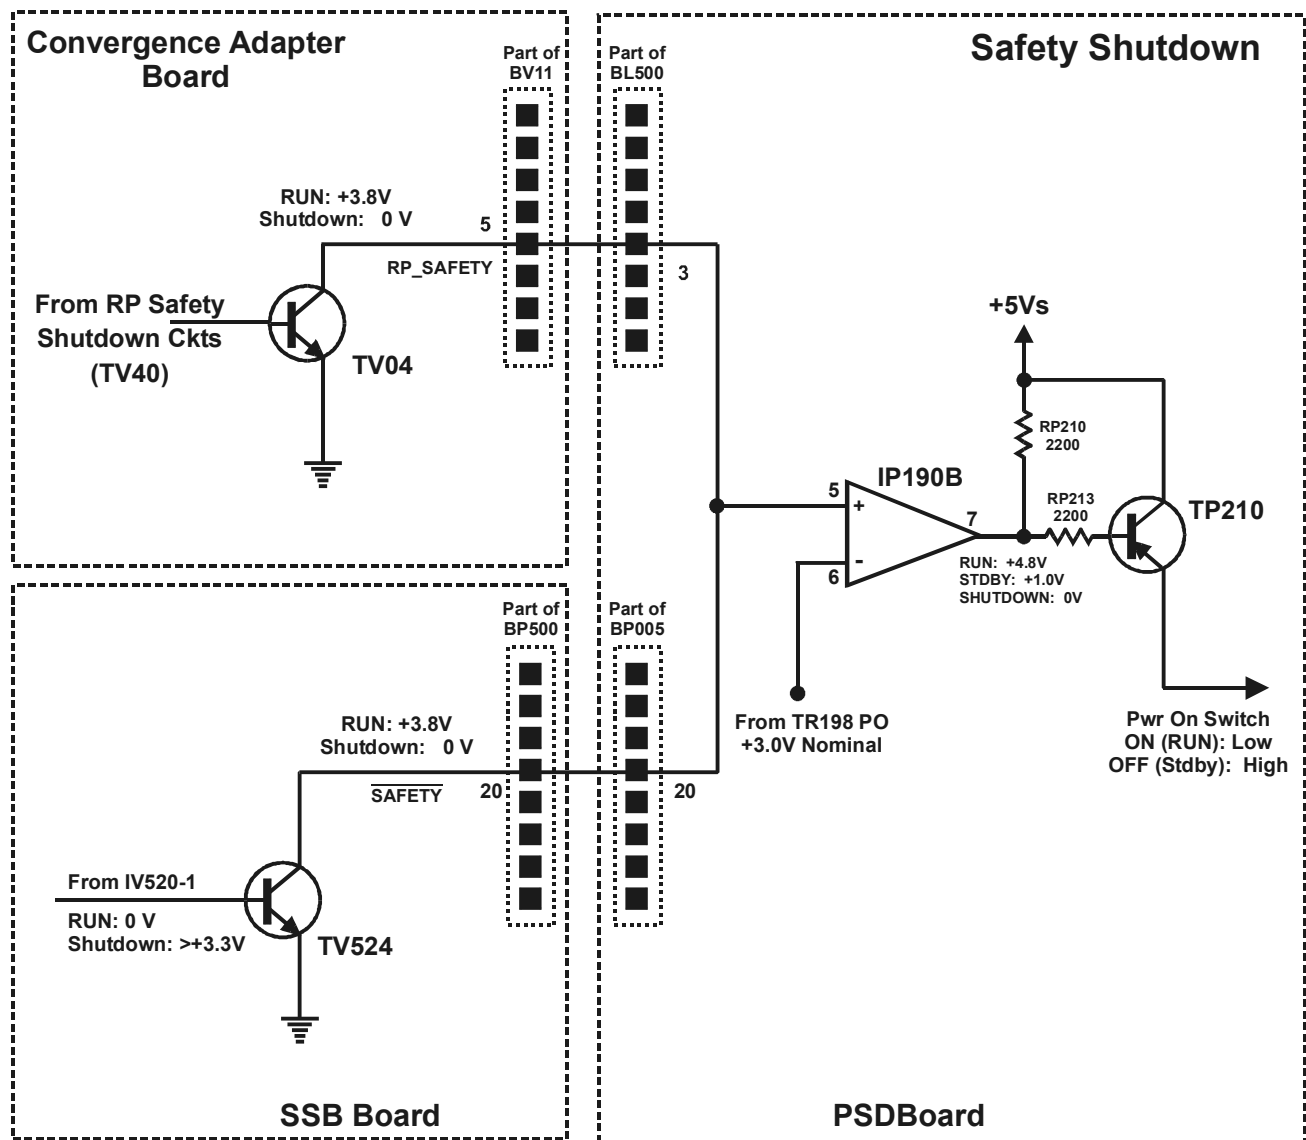 Convergence Adapter
Board
Part of
BV11
Part of
BL500
Safety Shutdown
RUN: +3.8V
Shutdown: 0 V
5
RP_SAFETY
3
From RP Safety
Shutdown Ckts
(TV40)
TV04
+5Vs
RP210
2200
IP190B
5
+
7
RP213
2200
TP210
-
6
RUN: +4.8V
STDBY: +1.0V
SHUTDOWN: 0V
Part of
BP500
Part of
BP005
From TR198 PO
+3.0V Nominal
Pwr On Switch
ON (RUN): Low
OFF (Stdby): High
RUN: +3.8V
Shutdown: 0 V
SAFETY
20
20
From IV520-1
RUN: 0 V
Shutdown: >+3.3V
TV524
SSB Board
PSDBoard